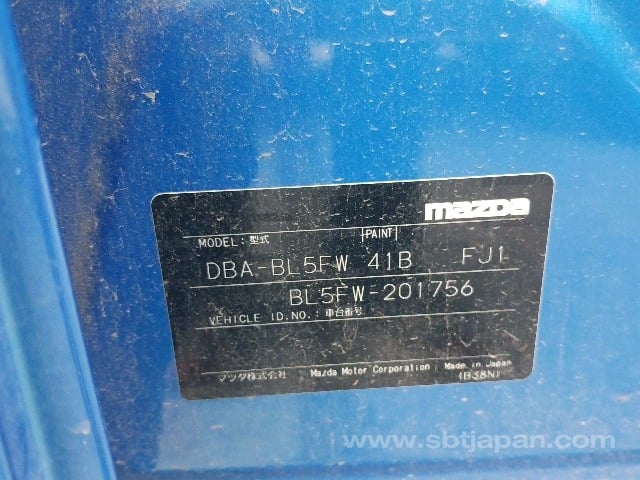 mazda
MODEL: 型式 PAINT
DBA-BL5FW 41B FJ1
BL5FW-201756
VEHICLE ID.NO.: 車台番号
マツダ株式会社 Mazda Motor Corporation Made in Japan
(B38N)
www.sbtjapan.com